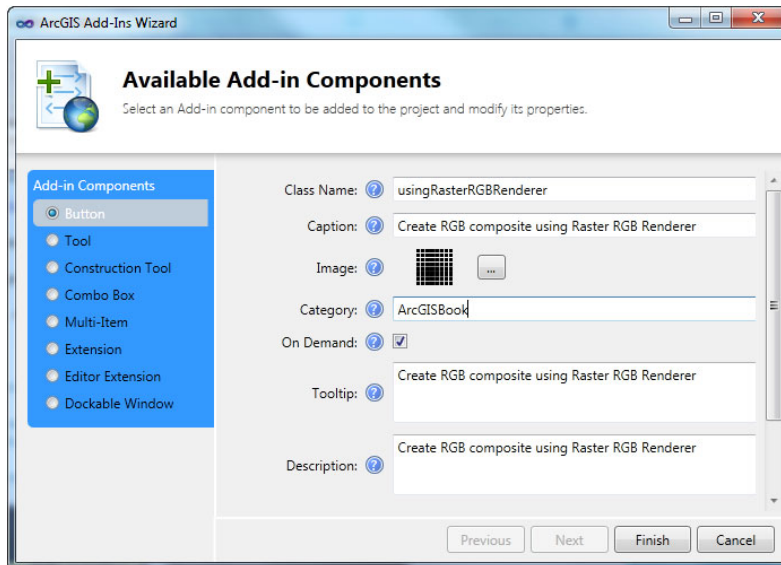 ArcGIS Add-Ins Wizard
Available Add-in Components
Select an Add-in component to be added to the project and modify its properties.
Add-in Components
Button
Tool
Construction Tool
Combo Box
Multi-Item
Extension
Editor Extension
Dockable Window
Class Name: usingRasterRGBRenderer
Caption: Create RGB composite using Raster RGB Renderer
Image: ...
Category: ArcGISBook
On Demand:
Tooltip: Create RGB composite using Raster RGB Renderer
Description: Create RGB composite using Raster RGB Renderer
Previous Next Finish Cancel